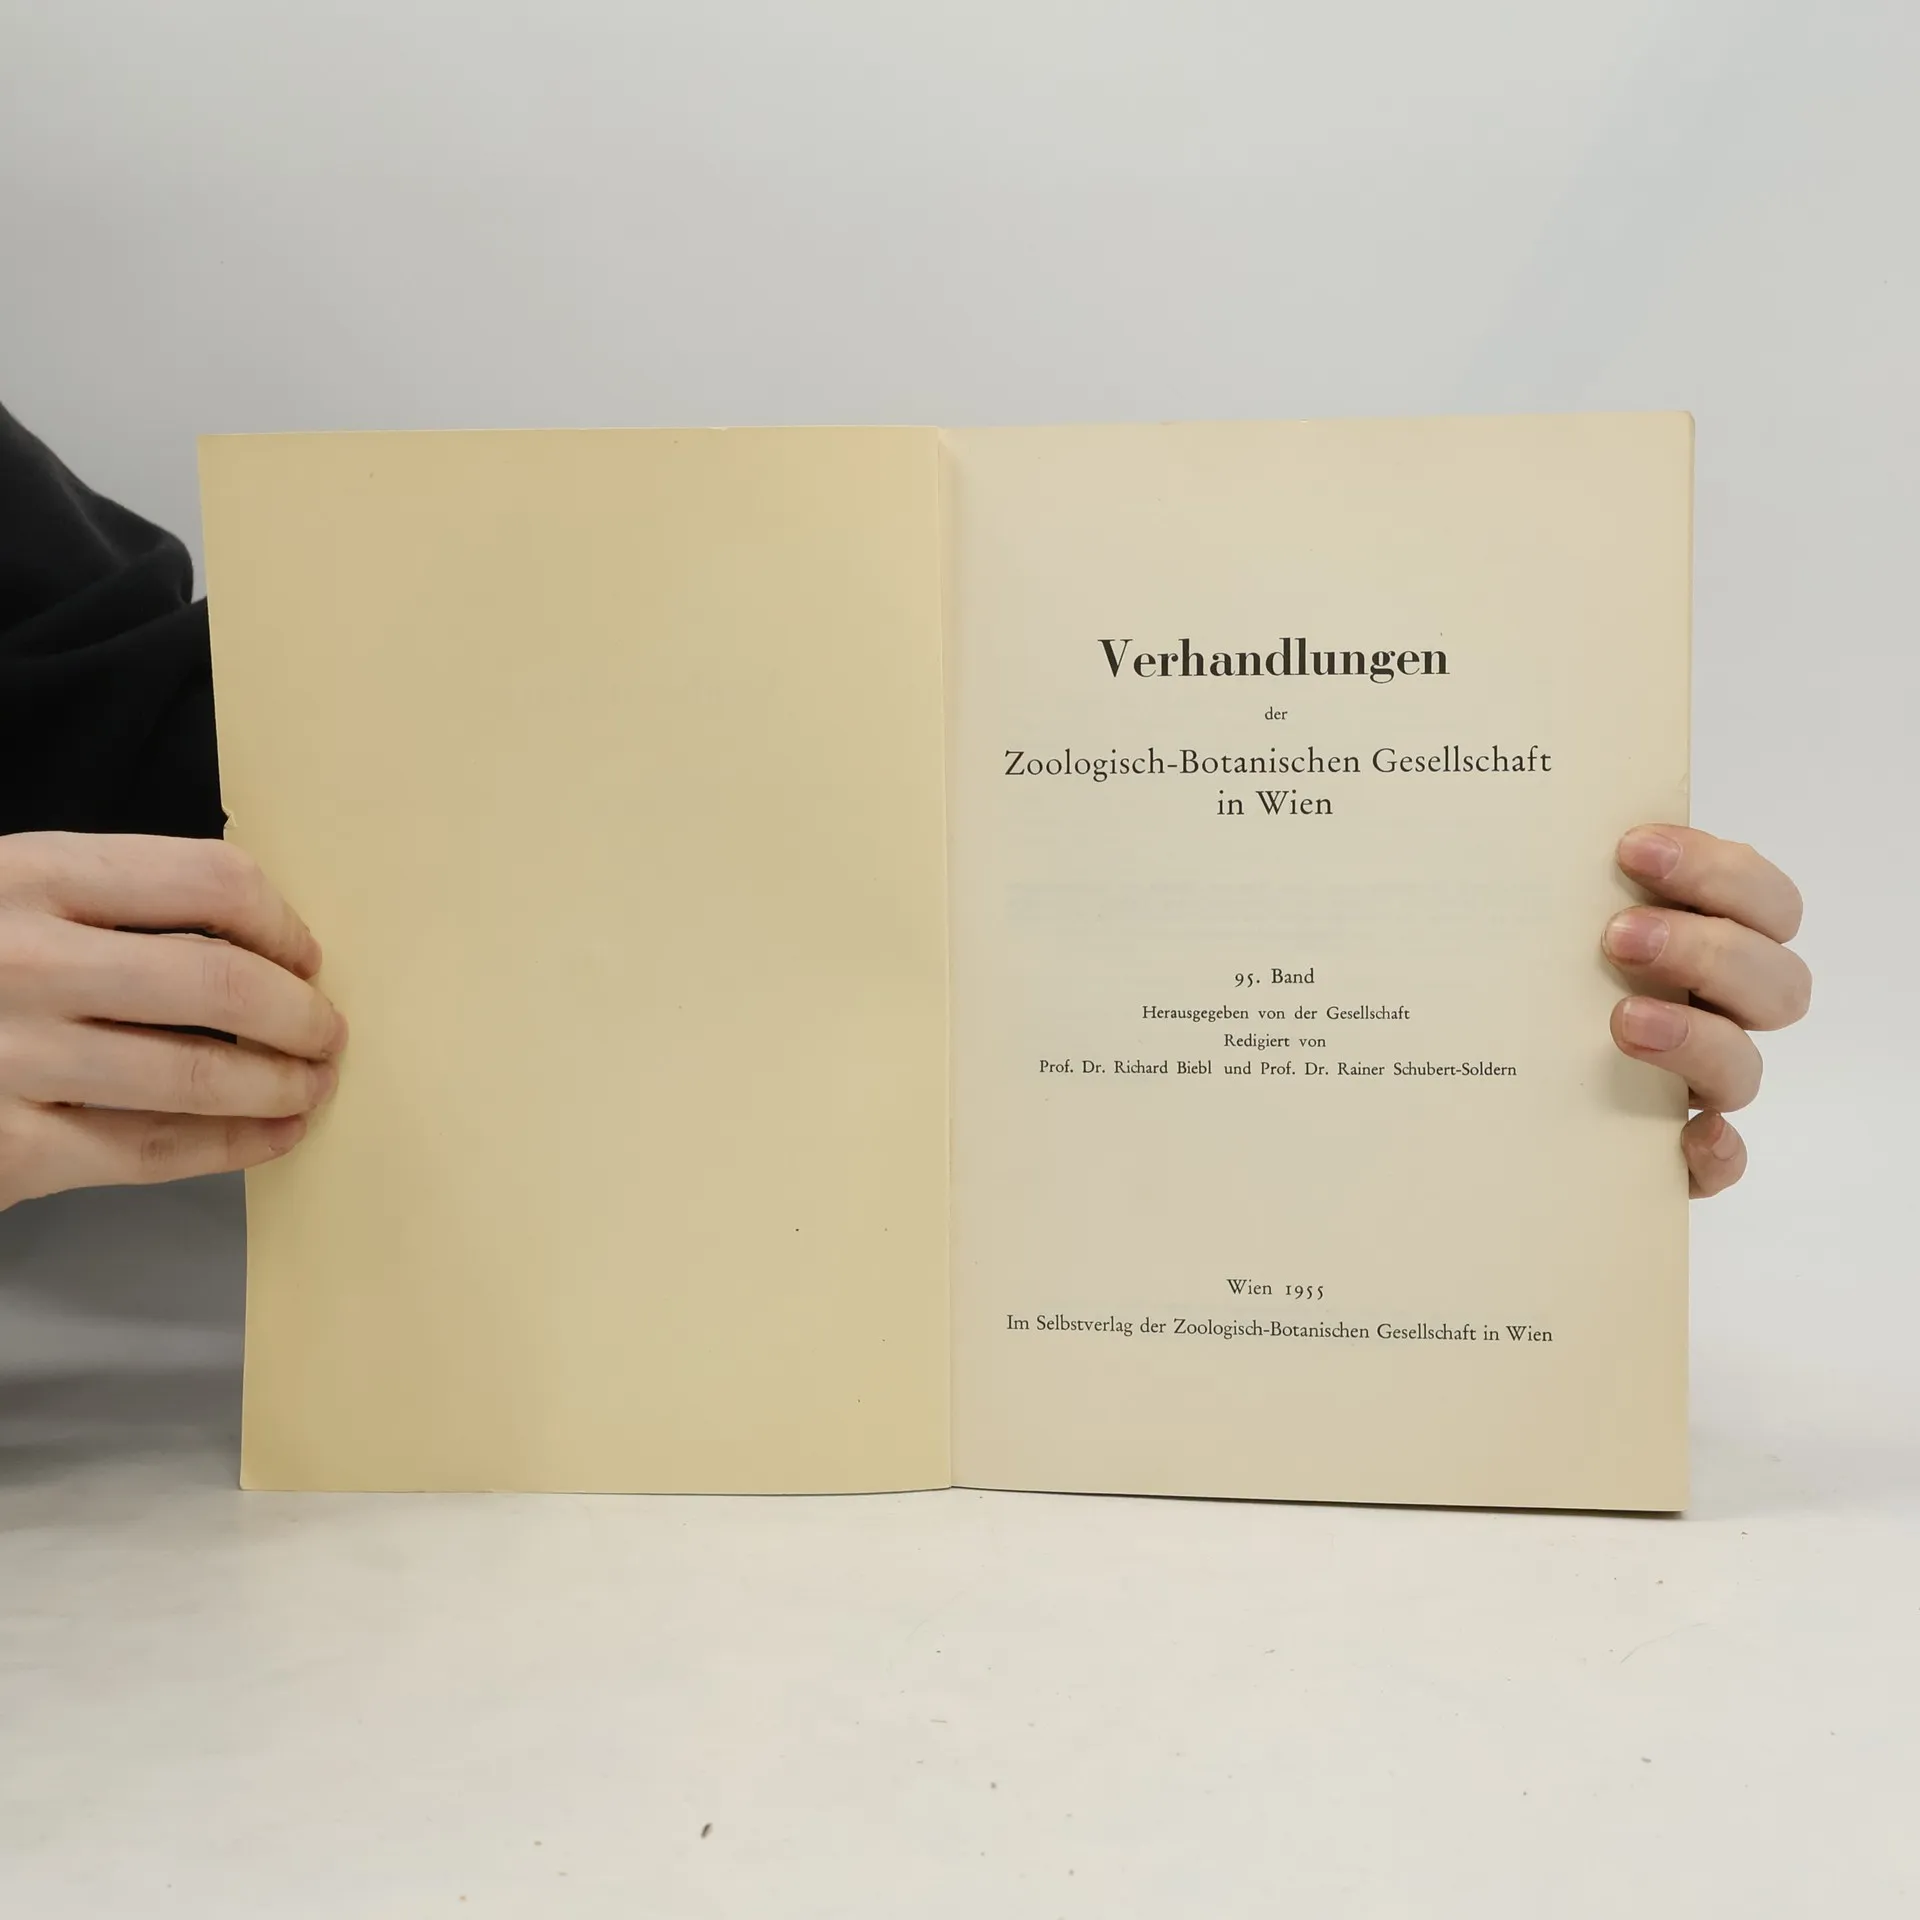 Verhandlungen
der
Zoologisch-Botanischen Gesellschaft
in Wien
95. Band
Herausgegeben von der Gesellschaft
Redigiert von
Prof. Dr. Richard Biebl und Prof. Dr. Rainer Schubert-Soldern
Wien 1955
Im Selbstverlag der Zoologisch-Botanischen Gesellschaft in Wien